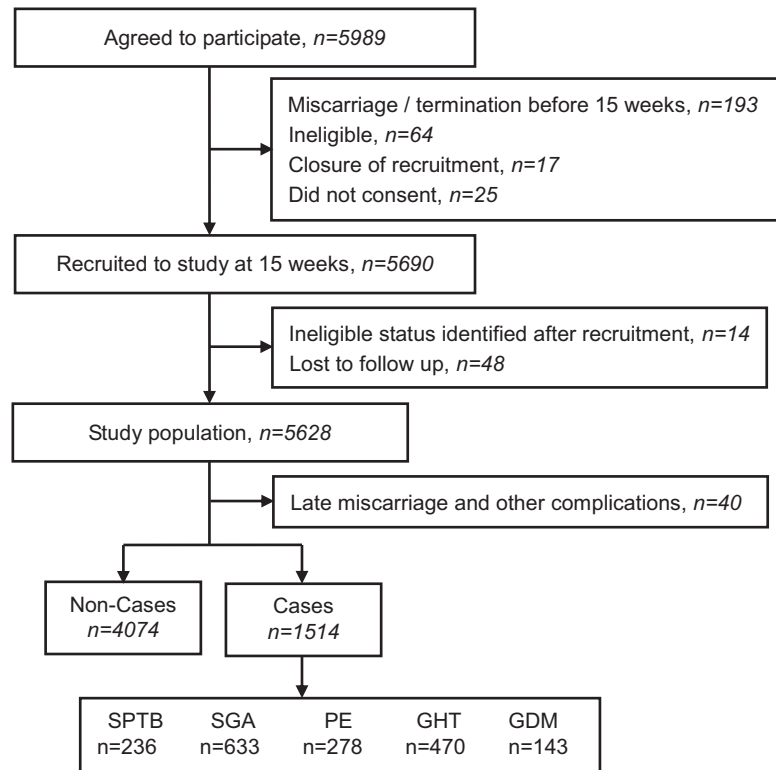 Agreed to participate, n=5989
Miscarriage / termination before 15 weeks, n=193
Ineligible, n=64
Closure of recruitment, n=17
Did not consent, n=25
Recruited to study at 15 weeks, n=5690
Ineligible status identified after recruitment, n=14
Lost to follow up, n=48
Study population, n=5628
Late miscarriage and other complications, n=40
Non-Cases
n=4074
Cases
n=1514
SPTB SGA PE GHT GDM
n=236 n=633 n=278 n=470 n=143